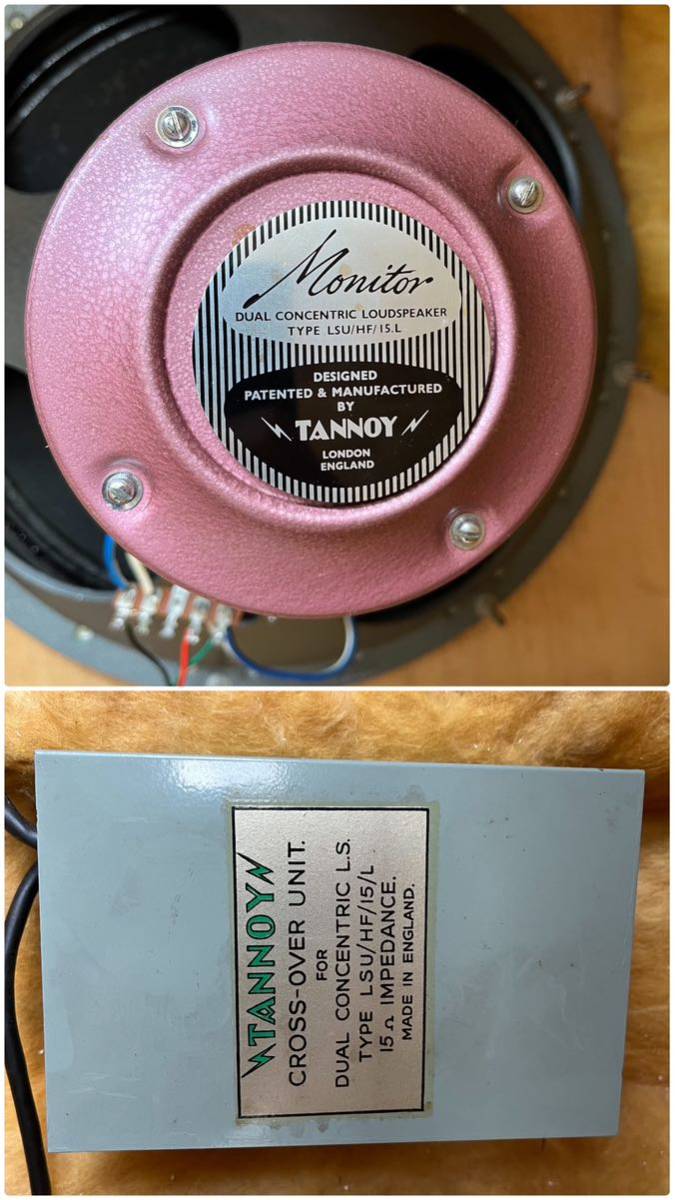 Monitor
DUAL CONCENTRIC LOUDSPEAKER
TYPE LSU/HF/15.L
DESIGNED
PATENTED & MANUFACTURED
BY
TANNOY
LONDON
ENGLAND
TANNOY
CROSS-OVER UNIT.
FOR
DUAL CONCENTRIC L.S.
TYPE LSU/HF/15/L
15Ω IMPEDANCE.
MADE IN ENGLAND.